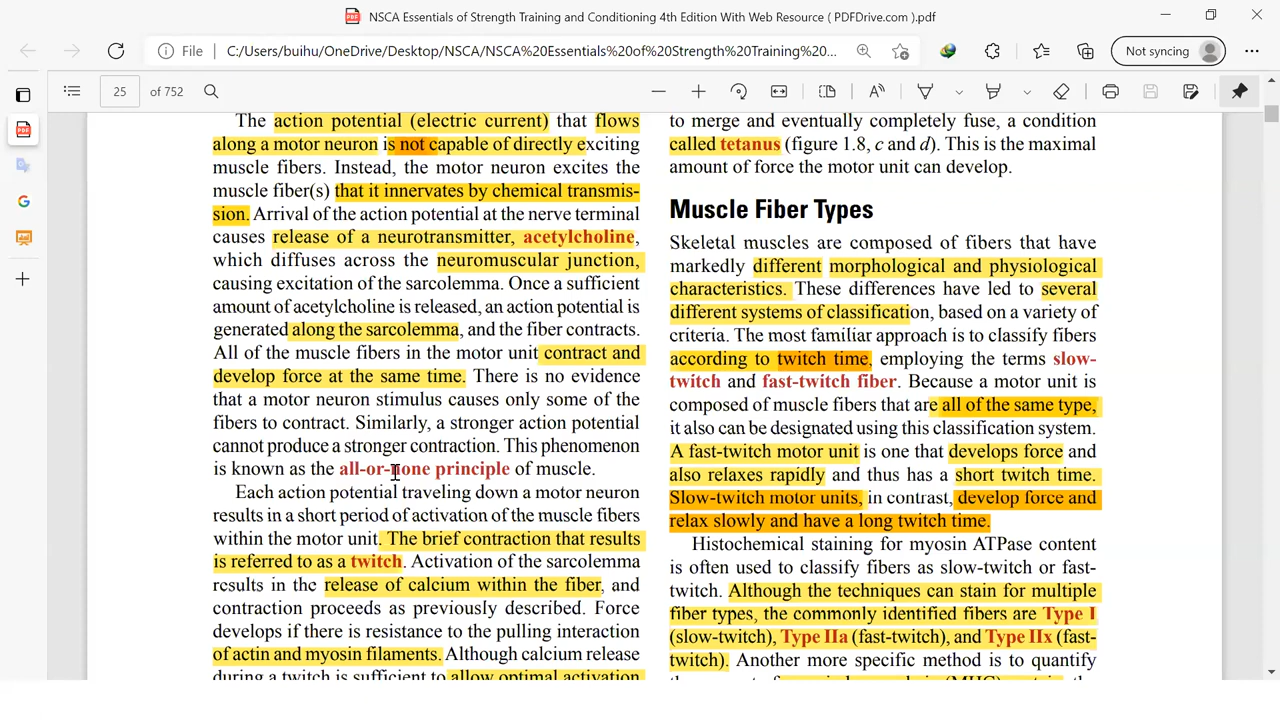 NSCA Essentials of Strength Training and Conditioning 4th Edition With Web Resource ( PDFDrive.com ).pdf
File
C:/Users/buihu/OneDrive/Desktop/NSCA/NSCA%20Essentials%20of%20Strength%20Training%20...
Not syncing
25
of 752
The action potential (electric current) that flows
along a motor neuron is not capable of directly exciting
muscle fibers. Instead, the motor neuron excites the
muscle fiber(s) that it innervates by chemical transmis-
sion. Arrival of the action potential at the nerve terminal
causes release of a neurotransmitter, acetylcholine,
which diffuses across the neuromuscular junction,
causing excitation of the sarcolemma. Once a sufficient
amount of acetylcholine is released, an action potential is
generated along the sarcolemma, and the fiber contracts.
All of the muscle fibers in the motor unit contract and
develop force at the same time. There is no evidence
that a motor neuron stimulus causes only some of the
fibers to contract. Similarly, a stronger action potential
cannot produce a stronger contraction. This phenomenon
is known as the all-or-none principle of muscle.
Each action potential traveling down a motor neuron
results in a short period of activation of the muscle fibers
within the motor unit. The brief contraction that results
is referred to as a twitch. Activation of the sarcolemma
results in the release of calcium within the fiber, and
contraction proceeds as previously described. Force
develops if there is resistance to the pulling interaction
of actin and myosin filaments. Although calcium release
during a twitch is sufficient to allow optimal activation
to merge and eventually completely fuse, a condition
called tetanus (figure 1.8, c and d). This is the maximal
amount of force the motor unit can develop.
Muscle Fiber Types
Skeletal muscles are composed of fibers that have
markedly different morphological and physiological
characteristics. These differences have led to several
different systems of classification, based on a variety of
criteria. The most familiar approach is to classify fibers
according to twitch time, employing the terms slow-
twitch and fast-twitch fiber. Because a motor unit is
composed of muscle fibers that are all of the same type,
it also can be designated using this classification system.
A fast-twitch motor unit is one that develops force and
also relaxes rapidly and thus has a short twitch time.
Slow-twitch motor units, in contrast, develop force and
relax slowly and have a long twitch time.
Histochemical staining for myosin ATPase content
is often used to classify fibers as slow-twitch or fast-
twitch. Although the techniques can stain for multiple
fiber types, the commonly identified fibers are Type I
(slow-twitch), Type IIa (fast-twitch), and Type IIx (fast-
twitch). Another more specific method is to quantify